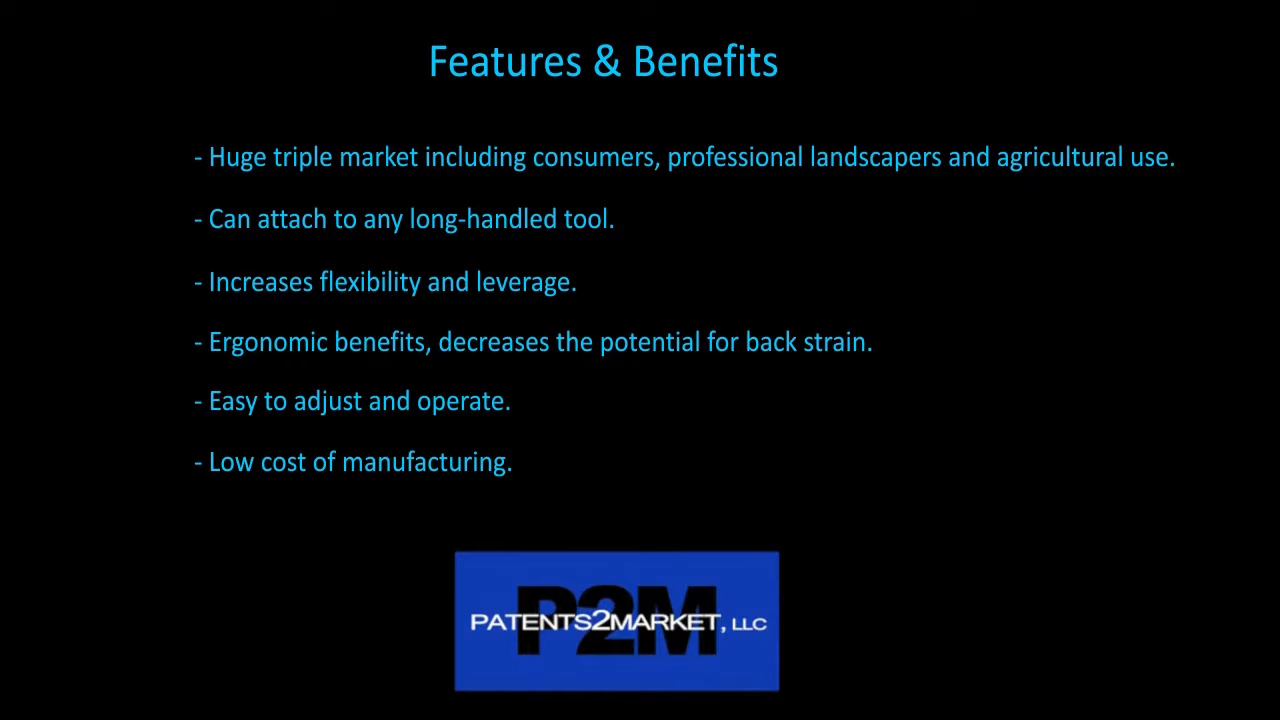 Features & Benefits
- Huge triple market including consumers, professional landscapers and agricultural use.
- Can attach to any long-handled tool.
- Increases flexibility and leverage.
- Ergonomic benefits, decreases the potential for back strain.
- Easy to adjust and operate.
- Low cost of manufacturing.
P2M
PATENTS2MARKET, LLC